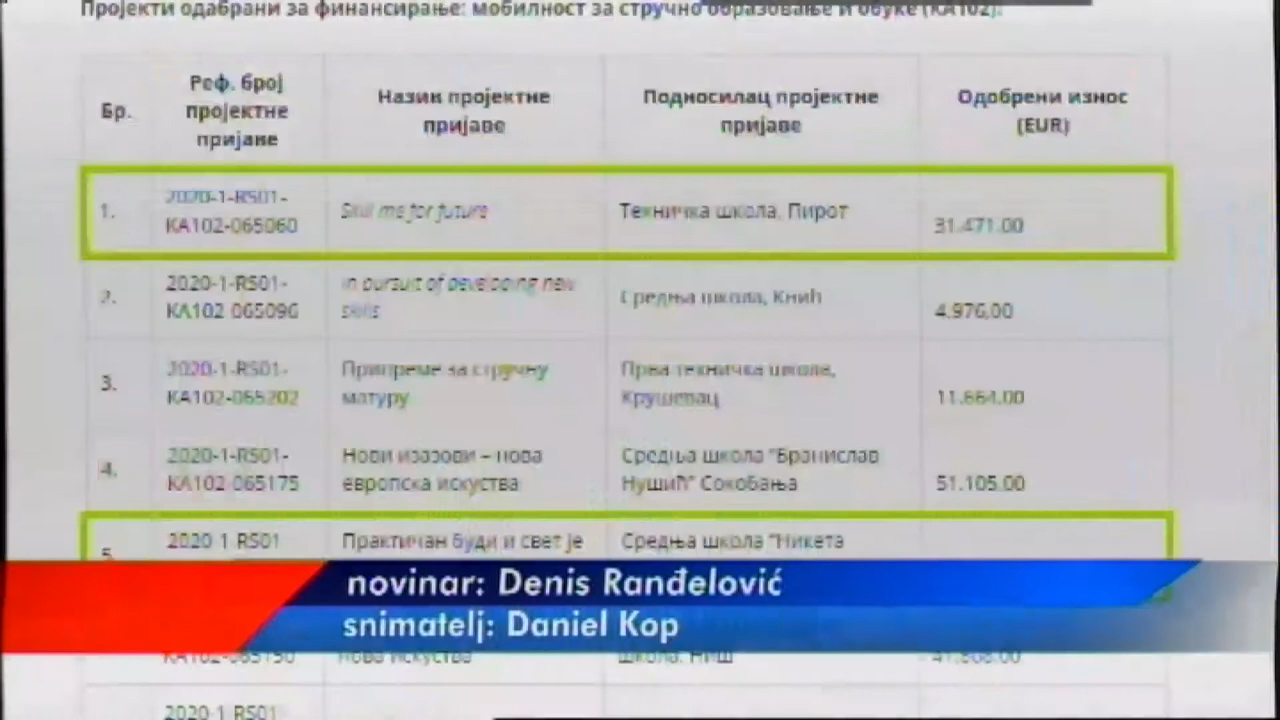 Пројекти одабрани за финансирање: мобилност за стручно образовање и обуке (KA102):
Бр.
Реф. број
пројектне
пријаве
Назив пројектне
пријаве
Подносилац пројектне
пријаве
Одобрени износ
(EUR)
1.
2020-1-RS01-
KA102-065060
Skill me for future
Техничка школа, Пирот
31.471,00
2.
2020-1-RS01-
KA102-065096
In pursuit of developing new
skills
Средња школа, Кнић
4.976,00
3.
2020-1-RS01-
KA102-065202
Припреме за стручну
матуру
Прва техничка школа,
Крушевац
11.664,00
4.
2020-1-RS01-
KA102-065175
Нови изазови – нова
европска искуства
Средња школа "Бранислав
Нушић" Сокобања
51.105,00
5.
2020-1-RS01-
Практичан буди и свет је
Средња школа "Никета
novinar: Denis Ranđelović
snimatelj: Daniel Kop
KA102-065150
нова искуства
школа, Ниш
2020-1-RS01-